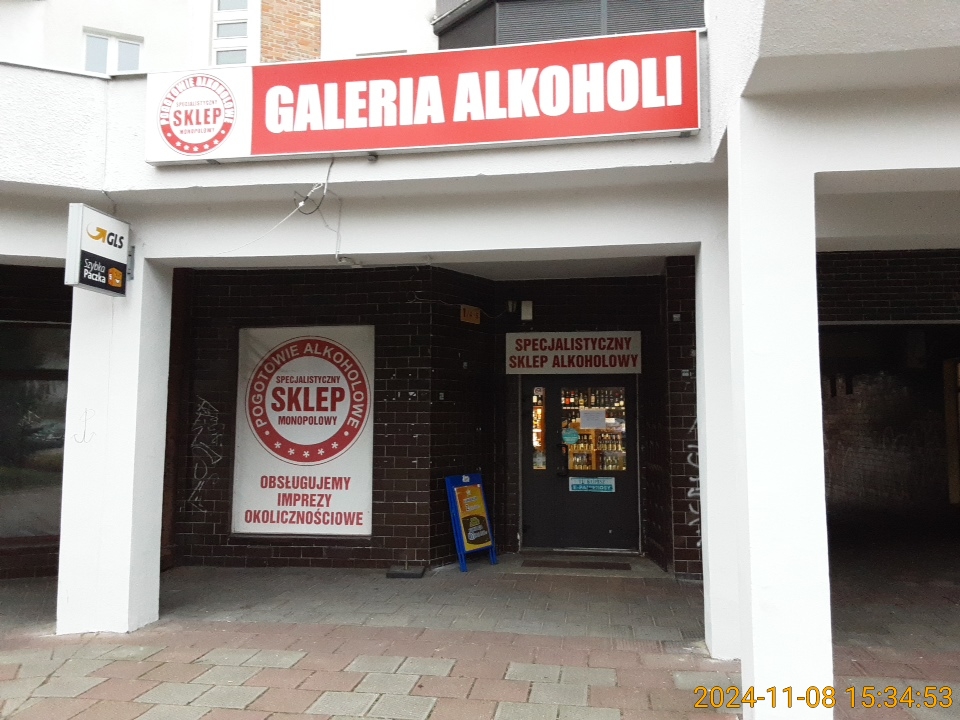 POGOTOWIE ALKOHOLOWE
SPECJALISTYCZNY
SKLEP
MONOPOLOWY
GALERIA ALKOHOLI
GLS
Szybka
Paczka
POGOTOWIE ALKOHOLOWE
SPECJALISTYCZNY
SKLEP
MONOPOLOWY
OBSŁUGUJEMY
IMPREZY
OKOLICZNOŚCIOWE
SPECJALISTYCZNY
SKLEP ALKOHOLOWY
2024-11-08 15:34:53